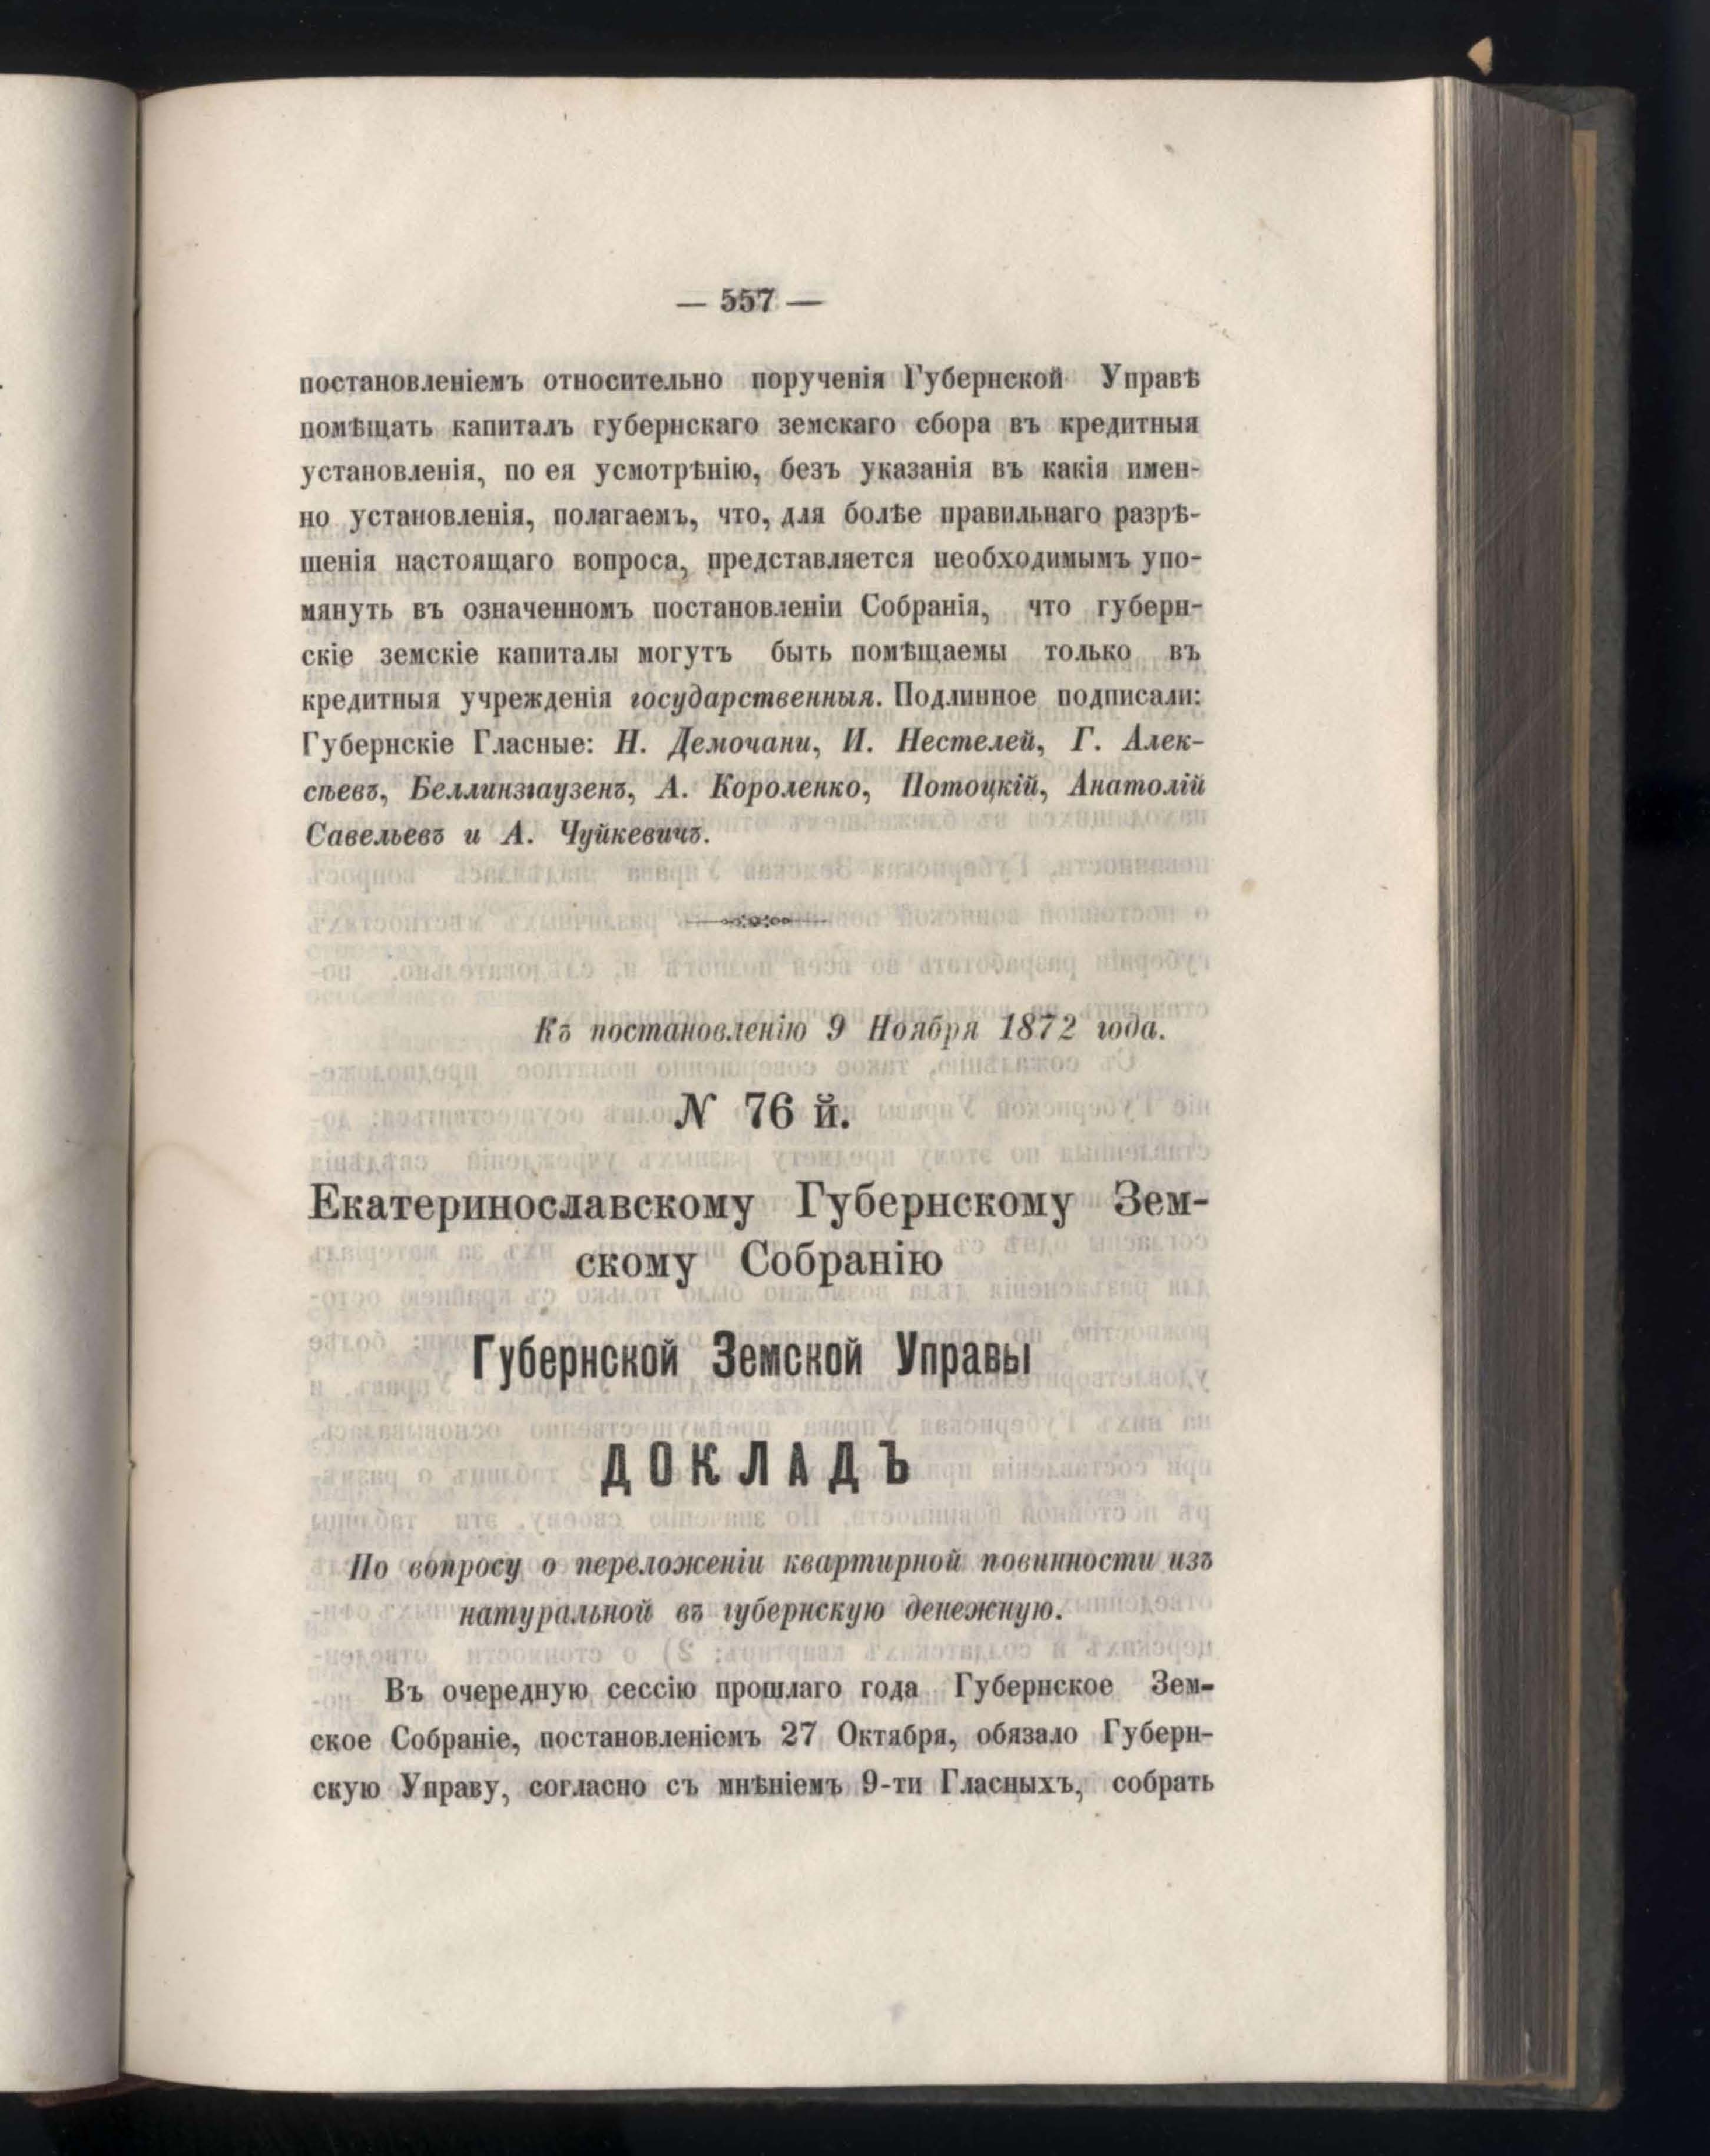 — 557 —
постановленіемъ относительно порученія Губернской Управѣ
помѣщать капиталъ губернскаго земскаго сбора въ кредитныя
установленія, по ея усмотрѣнію, безъ указанія въ какія имен-
но установленія, полагаемъ, что, для болѣе правильнаго разрѣ-
шенія настоящаго вопроса, представляется необходимымъ упо-
мянуть въ означенномъ постановленіи Собранія, что губерн-
скіе земскіе капиталы могутъ быть помѣщаемы только въ
кредитныя учрежденія государственныя. Подлинное подписали:
Губернскіе Гласные: Н. Демочани, И. Нестелей, Г. Алек-
сѣевъ, Беллинзгаузенъ, А. Короленко, Потоцкій, Анатолій
Савельевъ и А. Чуйкевичъ.
Къ постановленію 9 Ноября 1872 года.
№ 76 й.
Екатеринославскому Губернскому Зем-
скому Собранію
Губернской Земской Управы
ДОКЛАДЪ
По вопросу о переложеніи квартирной повинности изъ
натуральной въ губернскую денежную.
Въ очередную сессію прошлаго года Губернское Зем-
ское Собраніе, постановленіемъ 27 Октября, обязало Губерн-
скую Управу, согласно съ мнѣніемъ 9-ти Гласныхъ, собрать